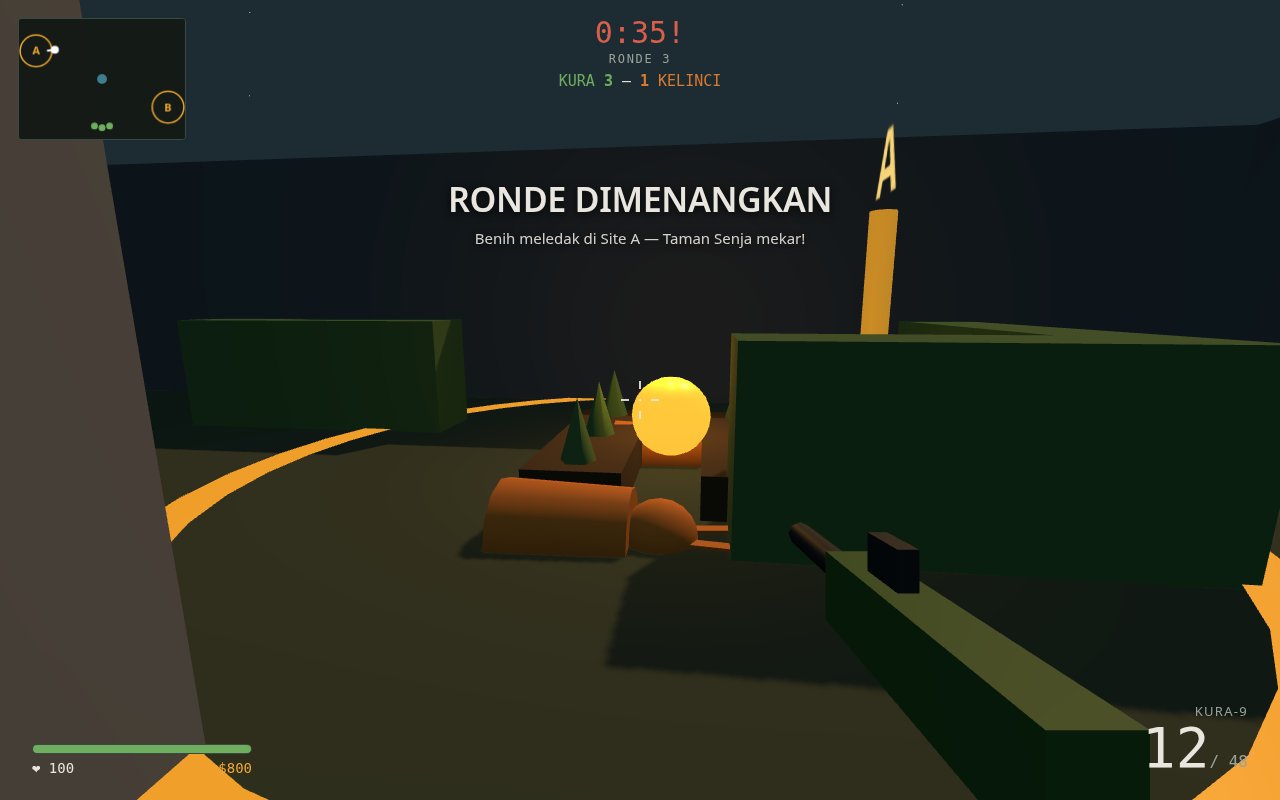 A
B
0:35!
RONDE 3
KURA 3 — 1 KELINCI
A
RONDE DIMENANGKAN
Benih meledak di Site A — Taman Senja mekar!
♥ 100
$800
KURA-9
12 / 48